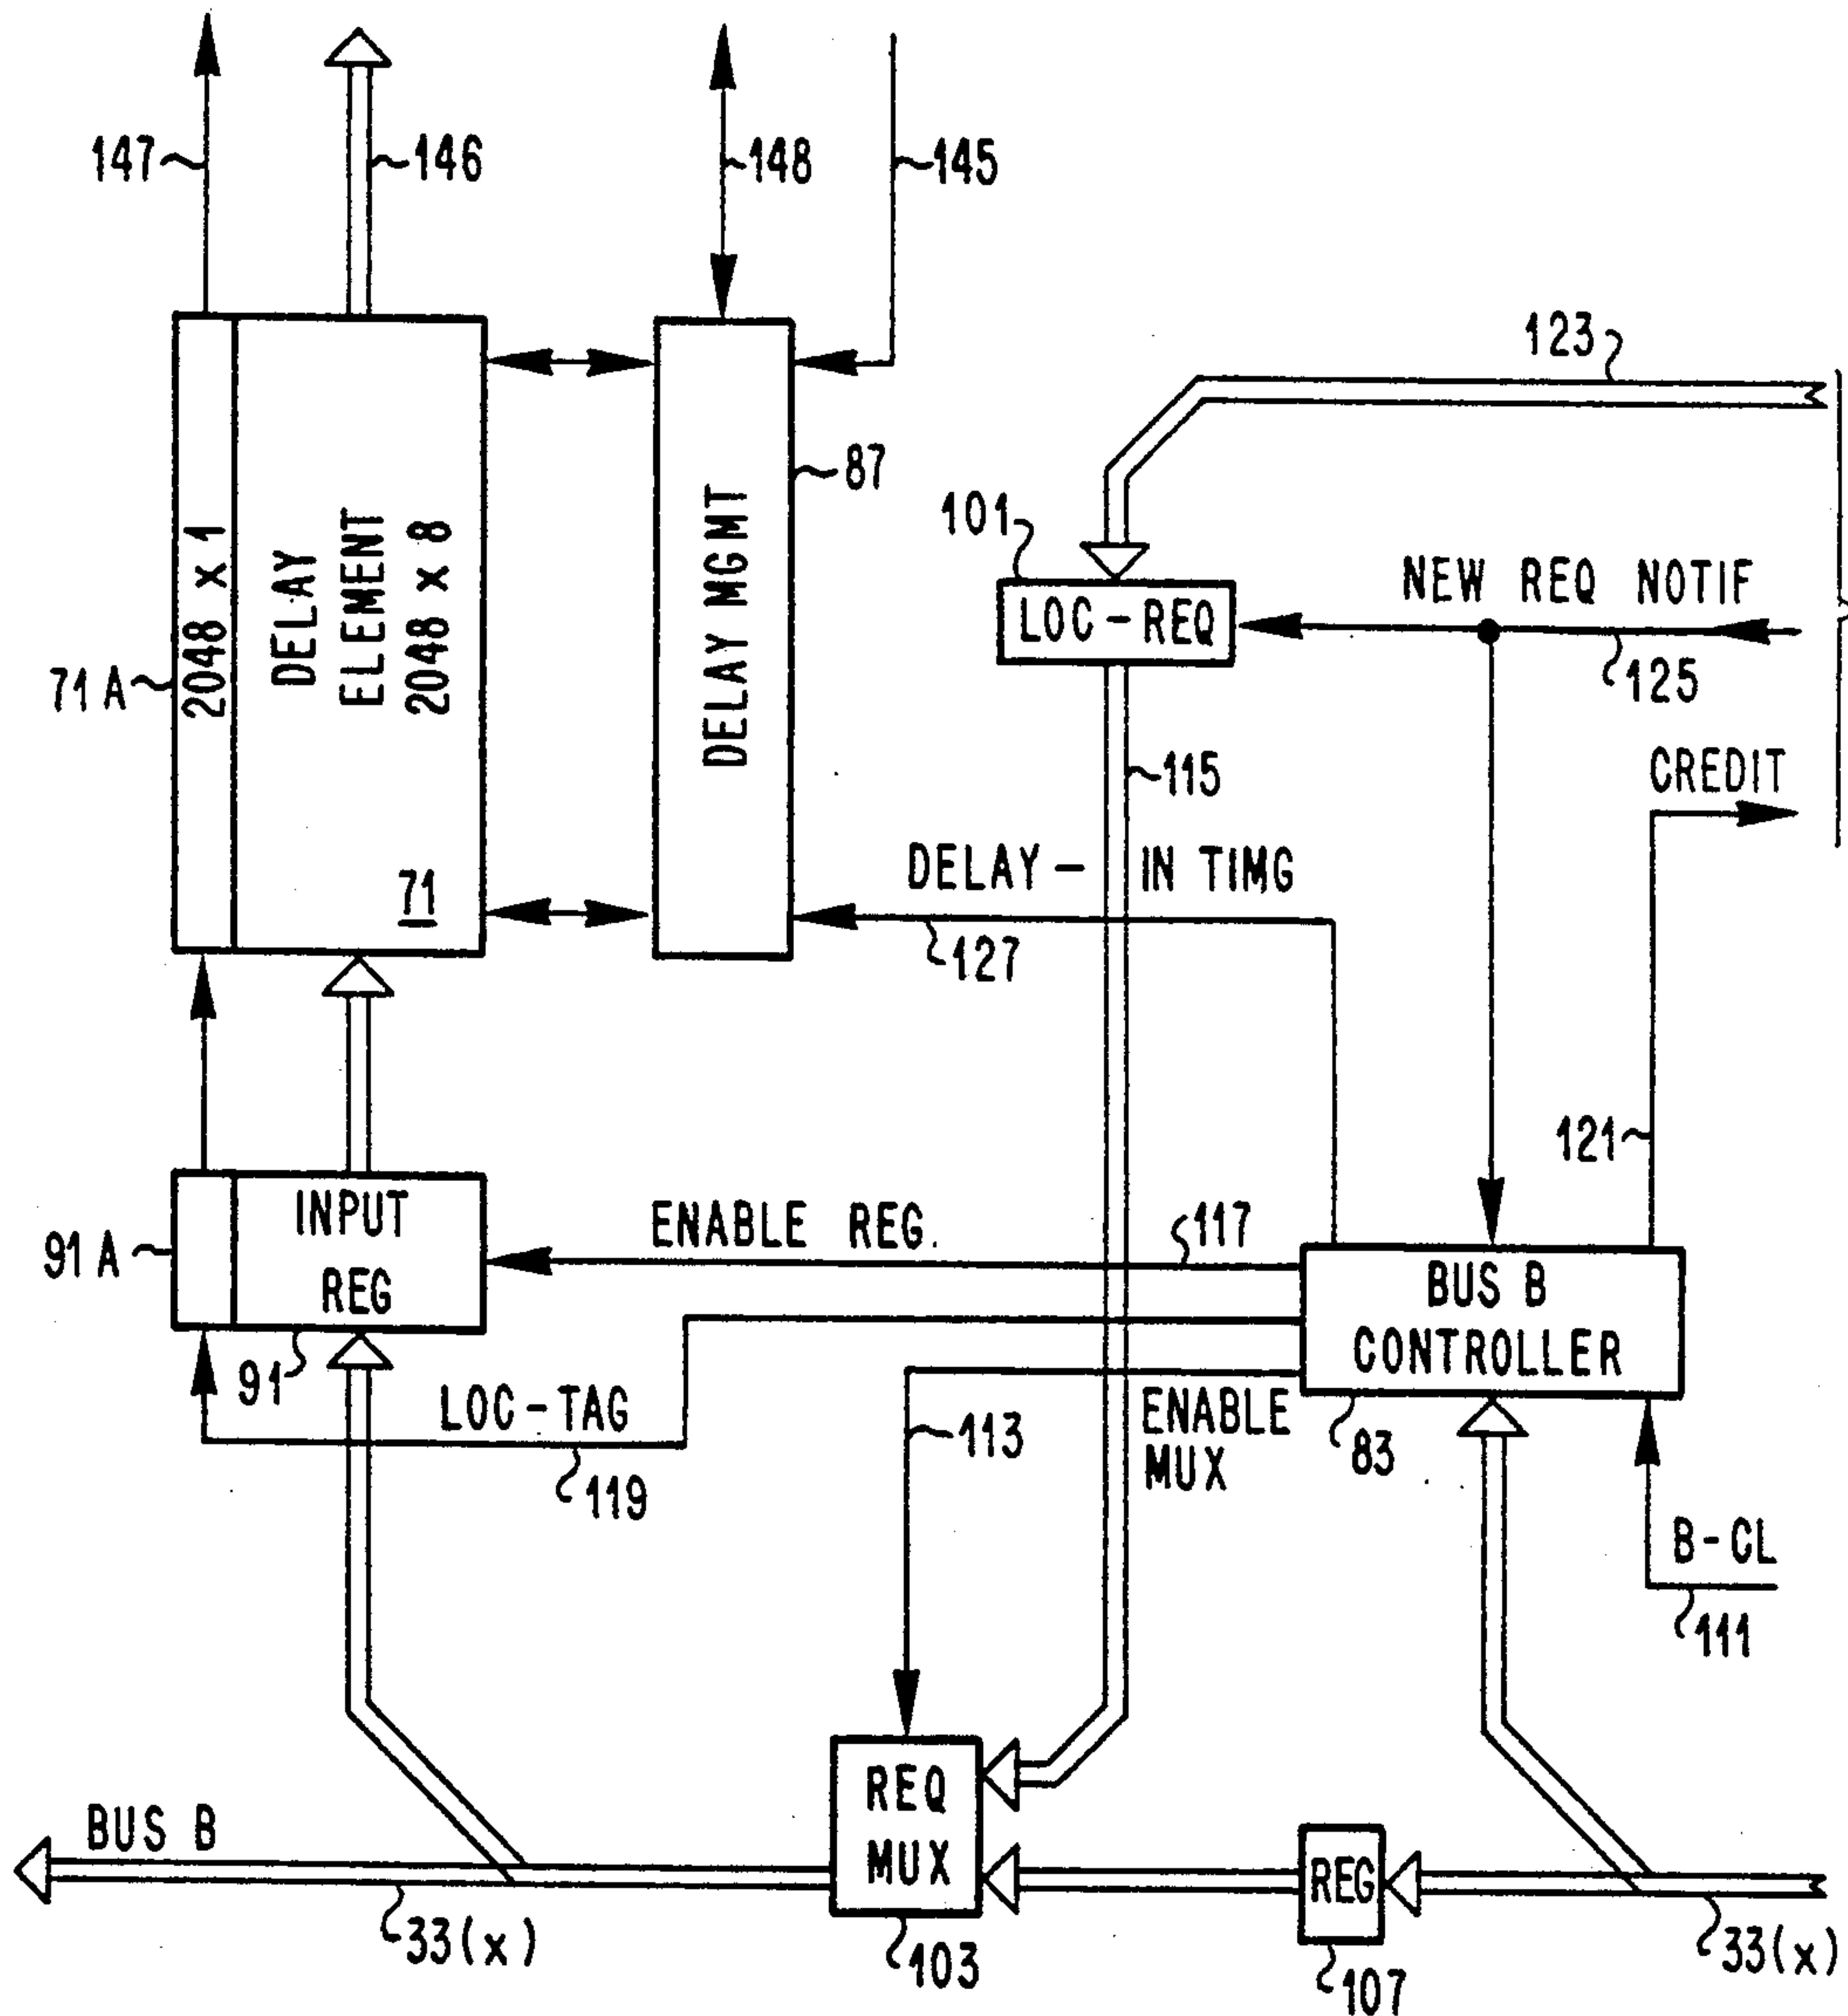 147
146
148
145
123
87
2048 x 1
DELAY
ELEMENT
2048 x 8
DELAY MGMT
101
LOC-REQ
NEW REQ NOTIF
125
71A
115
CREDIT
71
DELAY-IN TIMG
127
121
91A
INPUT
REG
ENABLE REG.
117
BUS B
CONTROLLER
91
LOC-TAG
119
113
ENABLE
MUX
83
B-CL
111
REQ
MUX
BUS B
REG
33(x)
103
107
33(x)